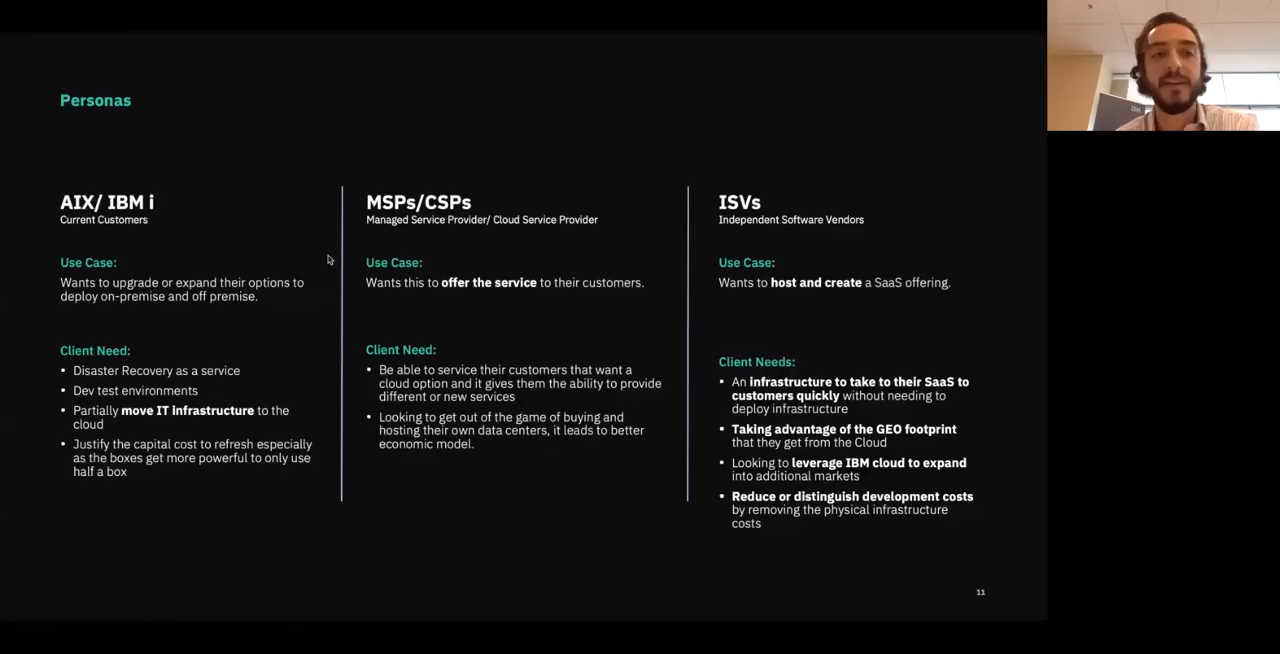 Personas
AIX/ IBM i
Current Customers
Use Case:
Wants to upgrade or expand their options to
deploy on-premise and off premise.
Client Need:
• Disaster Recovery as a service
• Dev test environments
• Partially move IT infrastructure to the
cloud
• Justify the capital cost to refresh especially
as the boxes get more powerful to only use
half a box
MSPs/CSPs
Managed Service Provider/ Cloud Service Provider
Use Case:
Wants this to offer the service to their customers.
Client Need:
• Be able to service their customers that want a
cloud option and it gives them the ability to provide
different or new services
• Looking to get out of the game of buying and
hosting their own data centers, it leads to better
economic model.
ISVs
Independent Software Vendors
Use Case:
Wants to host and create a SaaS offering.
Client Needs:
• An infrastructure to take to their SaaS to
customers quickly without needing to
deploy infrastructure
• Taking advantage of the GEO footprint
that they get from the Cloud
• Looking to leverage IBM cloud to expand
into additional markets
• Reduce or distinguish development costs
by removing the physical infrastructure
costs
11